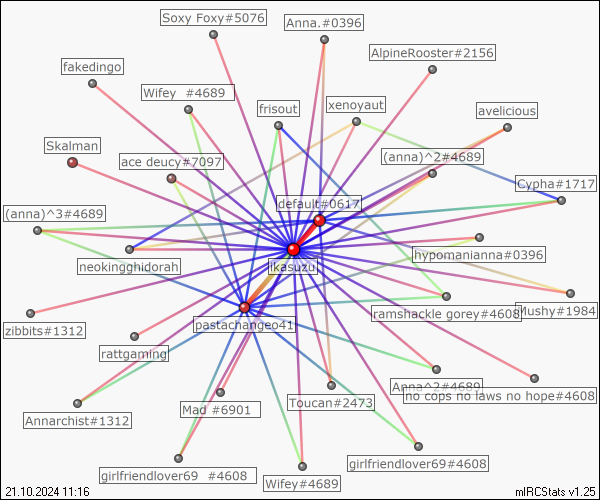 Soxy Foxy#5076
Anna.#0396
AlpineRooster#2156
fakedingo
Wifey  #4689
frisout
xenoyaut
avelicious
Skalman
ace deucy#7097
(anna)^2#4689
Cypha#1717
default#0617
(anna)^3#4689
hypomanianna#0396
neokingghidorah
ikasuzu
ramshackle gorey#4608
Mushy#1984
pastachangeo41
zibbits#1312
rattgaming
Anna^2#4689
no cops no laws no hope#4608
Toucan#2473
Mad #6901
Annarchist#1312
girlfriendlover69#4608
girlfriendlover69  #4608
Wifey#4689
21.10.2024 11:16
mIRCStats v1.25